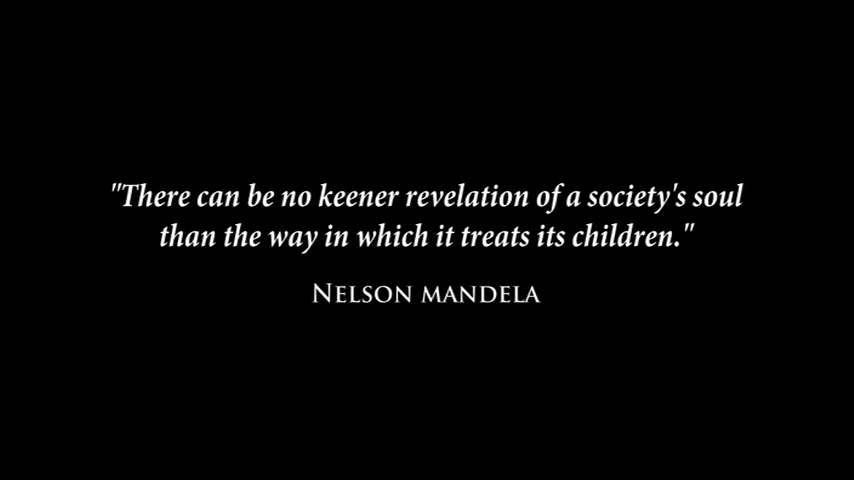 "There can be no keener revelation of a society's soul
than the way in which it treats its children."
Nelson mandela